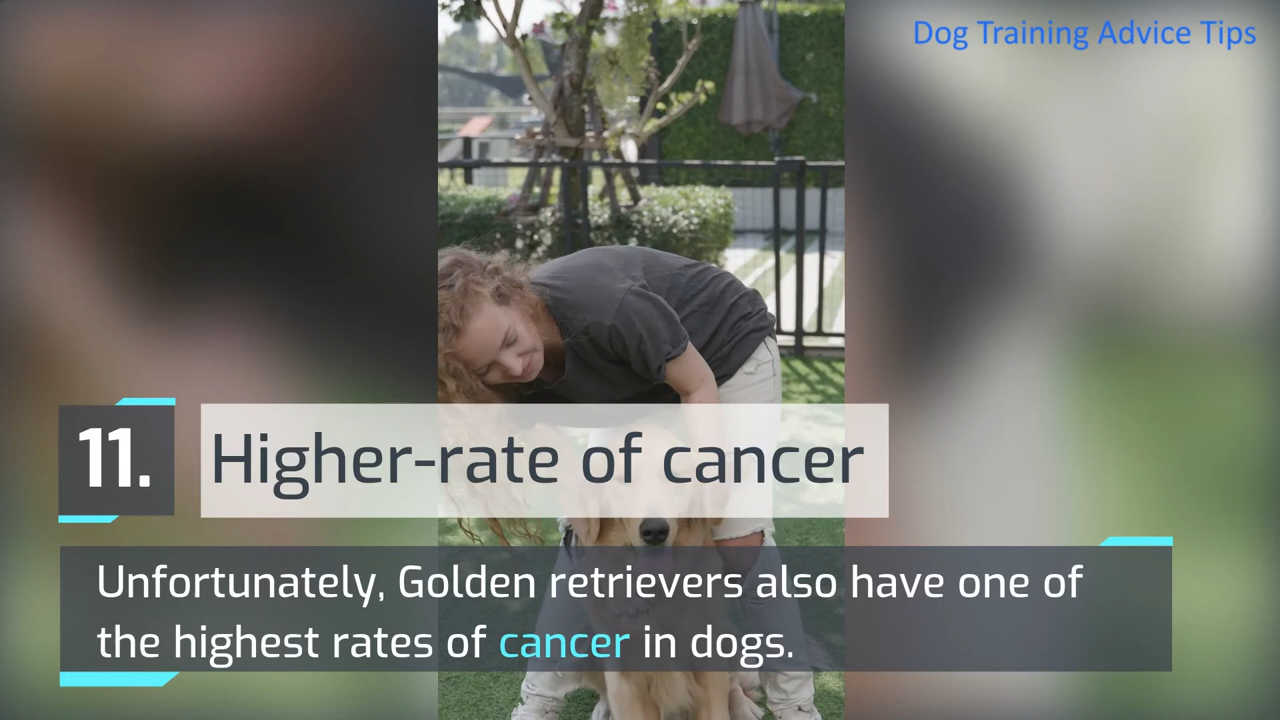 Dog Training Advice Tips
11.
Higher-rate of cancer
Unfortunately, Golden retrievers also have one of
the highest rates of cancer in dogs.